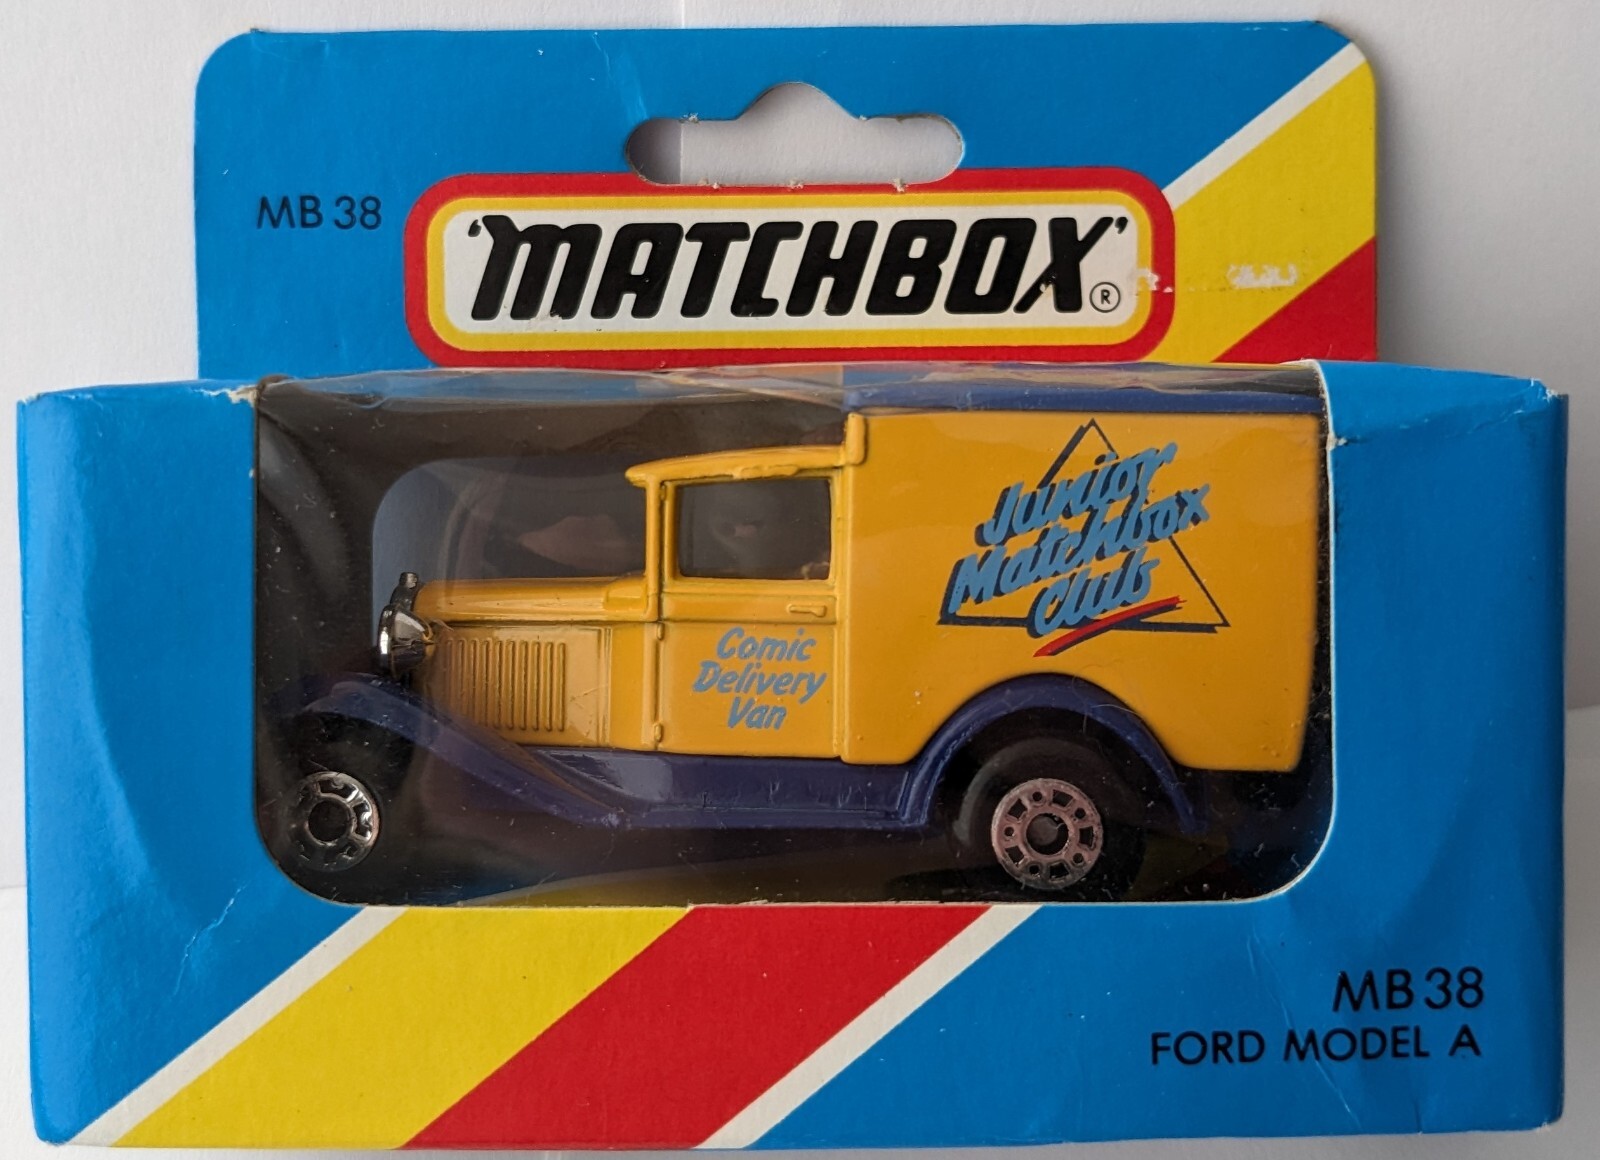 MB 38
'MATCHBOX'®
Junior
Matchbox
Club
Comic
Delivery
Van
MB 38
FORD MODEL A